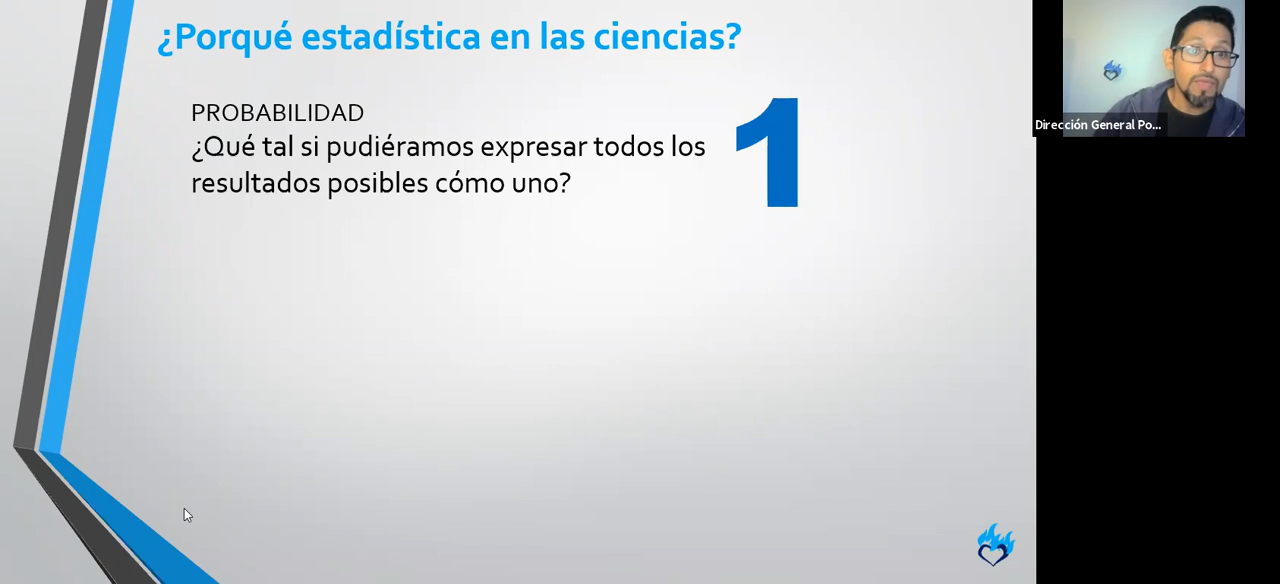 ¿Porqué estadística en las ciencias?
PROBABILIDAD
¿Qué tal si pudiéramos expresar todos los
resultados posibles cómo uno?
1
Dirección General Po...